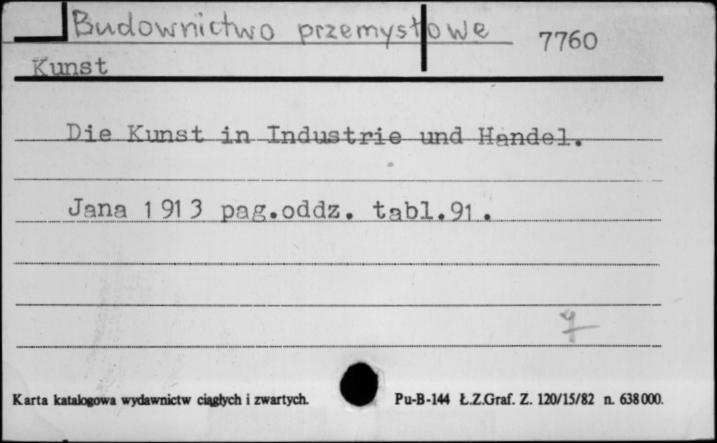 Budownictwo przemysłowe 7760
Kunst
Die Kunst in Industrie und Handel.
Jana 1913 pag.oddz. tabl.91.
Karta katalogowa wydawnictw ciągłych i zwartych. Pu-B-144 Ł.Z.Graf. Z. 120/15/82 n. 638000.